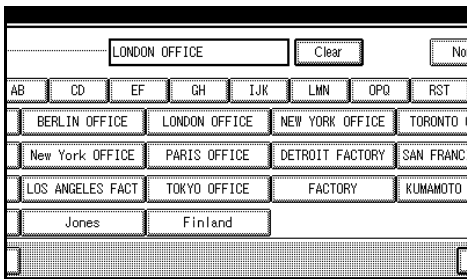 LONDON OFFICE Clear No
AB CD EF GH IJK LMN OPQ RST
BERLIN OFFICE LONDON OFFICE NEW YORK OFFICE TORONTO
New York OFFICE PARIS OFFICE DETROIT FACTORY SAN FRANC
LOS ANGELES FACT TOKYO OFFICE FACTORY KUMAMOTO
Jones Finland